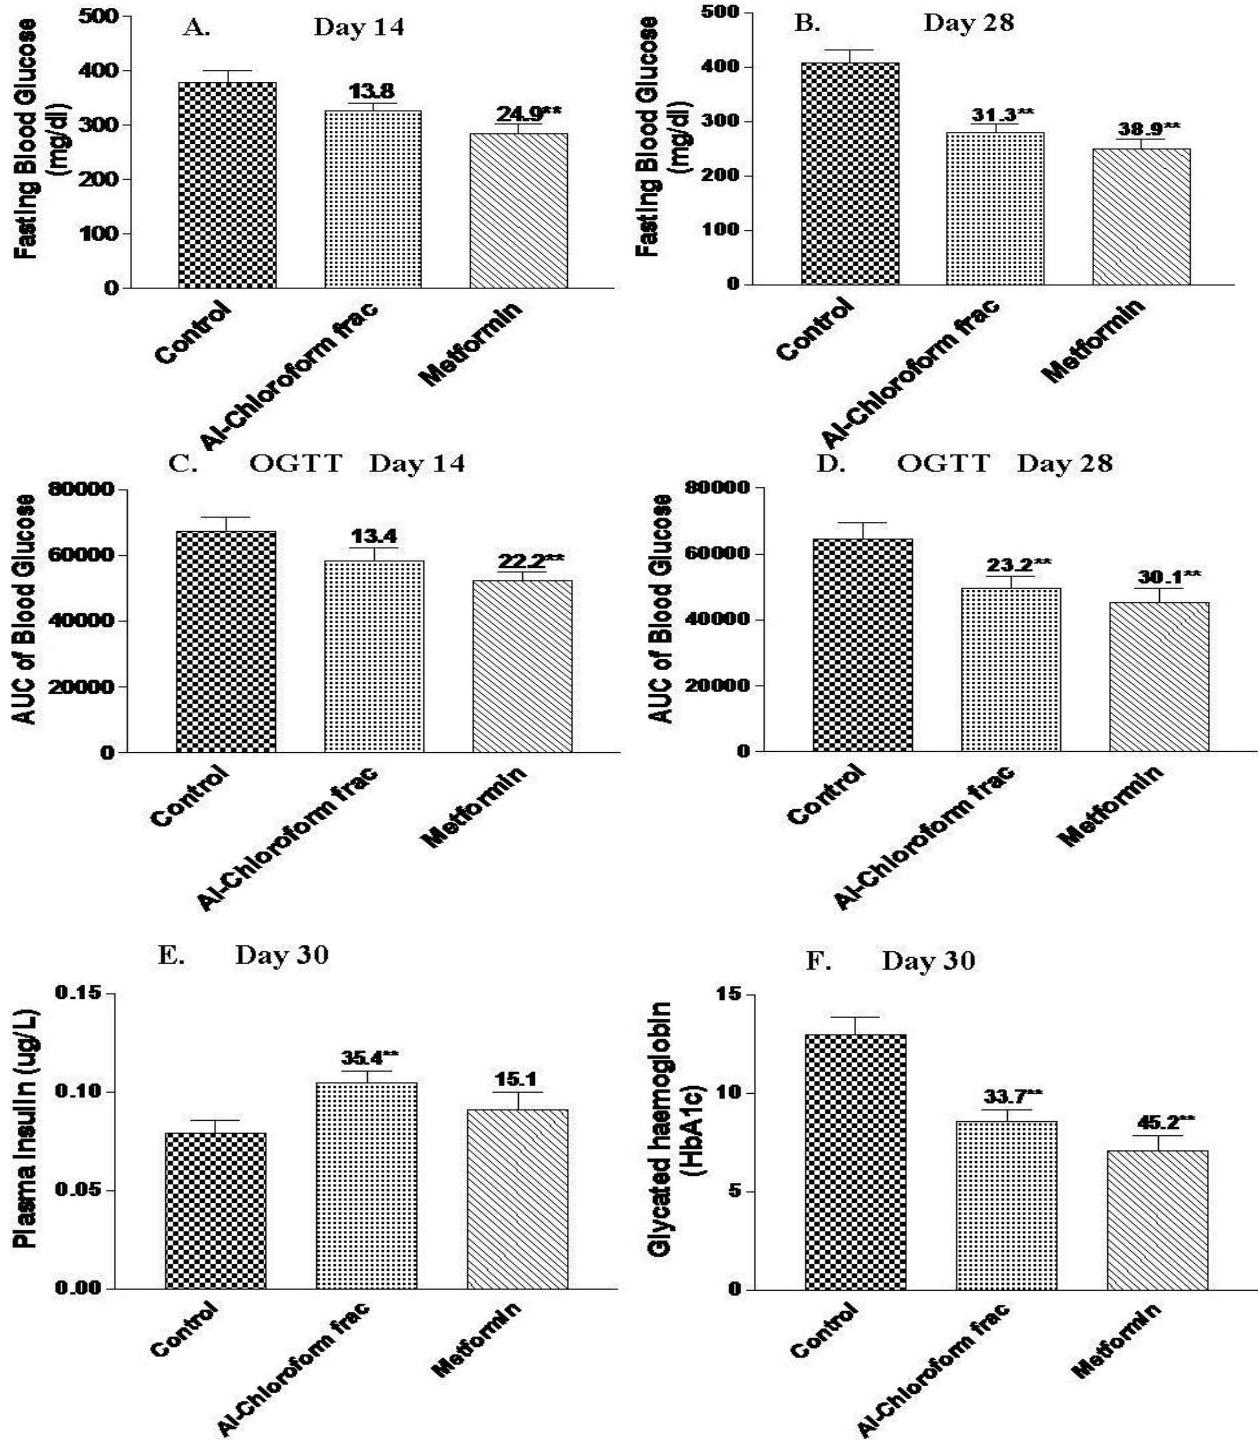 A. Day 14
Fasting Blood Glucose
(mg/dl)
500
400
300
200
100
0
13.8
24.9**
Control
Al-Chloroform frac
Metformin
B. Day 28
Fasting Blood Glucose
(mg/dl)
500
400
300
200
100
0
31.3**
38.9**
Control
Al-Chloroform frac
Metformin
C. OGTT Day 14
AUC of Blood Glucose
80000
60000
40000
20000
0
13.4
22.2**
Control
Al-Chloroform frac
Metformin
D. OGTT Day 28
AUC of Blood Glucose
80000
60000
40000
20000
0
23.2**
30.1**
Control
Al-Chloroform frac
Metformin
E. Day 30
Plasma Insulin (ug/L)
0.15
0.10
0.05
0.00
35.4**
15.1
Control
Al-Chloroform frac
Metformin
F. Day 30
Glycated haemoglobin
(HbA1c)
15
10
5
0
33.7**
45.2**
Control
Al-Chloroform frac
Metformin